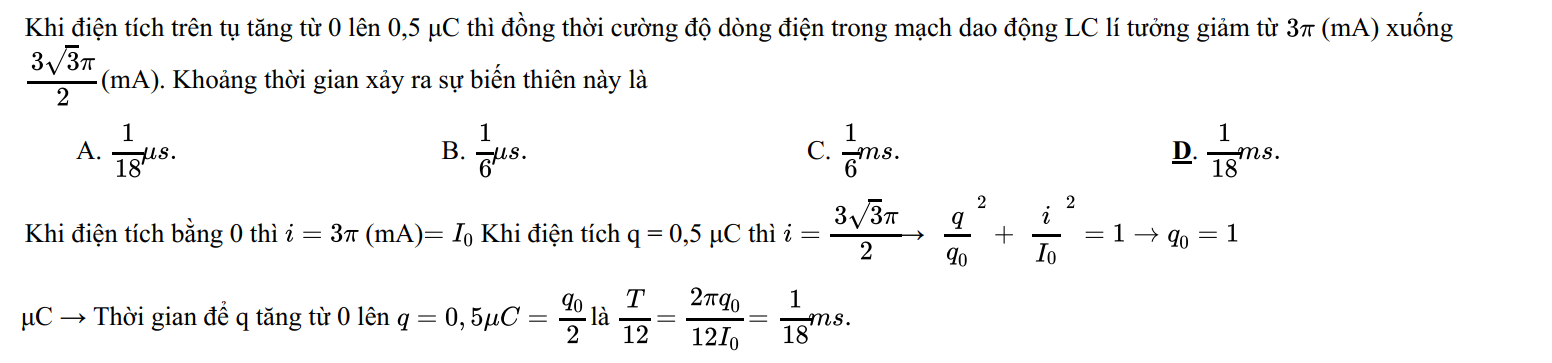 Khi điện tích trên tụ tăng từ 0 lên 0,5 μC thì đồng thời cường độ dòng điện trong mạch dao động LC lí tưởng giảm từ 3π (mA) xuống
$\frac{3\sqrt{3}\pi}{2}$(mA). Khoảng thời gian xảy ra sự biến thiên này là
A. $\frac{1}{18}\mu s.$ B. $\frac{1}{6}\mu s.$ C. $\frac{1}{6}ms.$ D. $\frac{1}{18}ms.$
Khi điện tích bằng 0 thì $i = 3\pi$ (mA)$= I_0$ Khi điện tích q = 0,5 μC thì $i = \frac{3\sqrt{3}\pi}{2} \rightarrow \frac{q}{q_0}^2 + \frac{i}{I_0}^2 = 1 \rightarrow q_0 = 1$
μC → Thời gian để q tăng từ 0 lên $q = 0,5\mu C = \frac{q_0}{2}$ là $\frac{T}{12} = \frac{2\pi q_0}{12I_0} = \frac{1}{18}ms.$